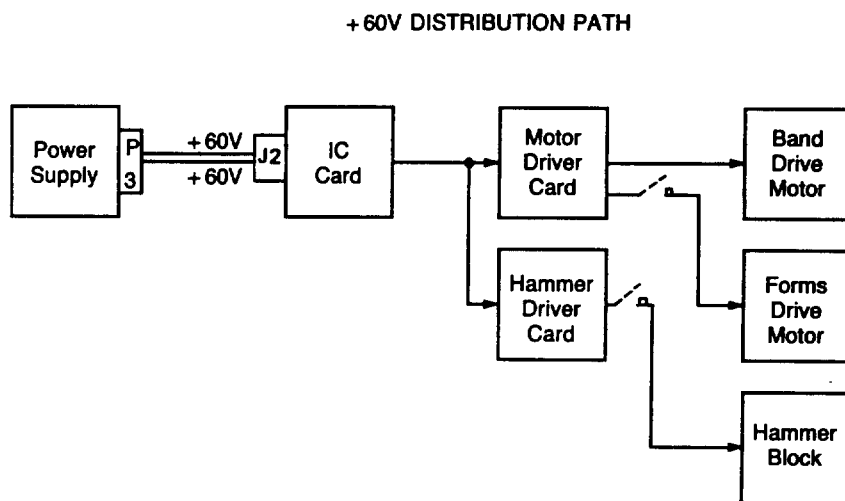 +60V DISTRIBUTION PATH
Power
Supply
P
3
+60V
+60V
J2
IC
Card
Motor
Driver
Card
Band
Drive
Motor
Hammer
Driver
Card
Forms
Drive
Motor
Hammer
Block